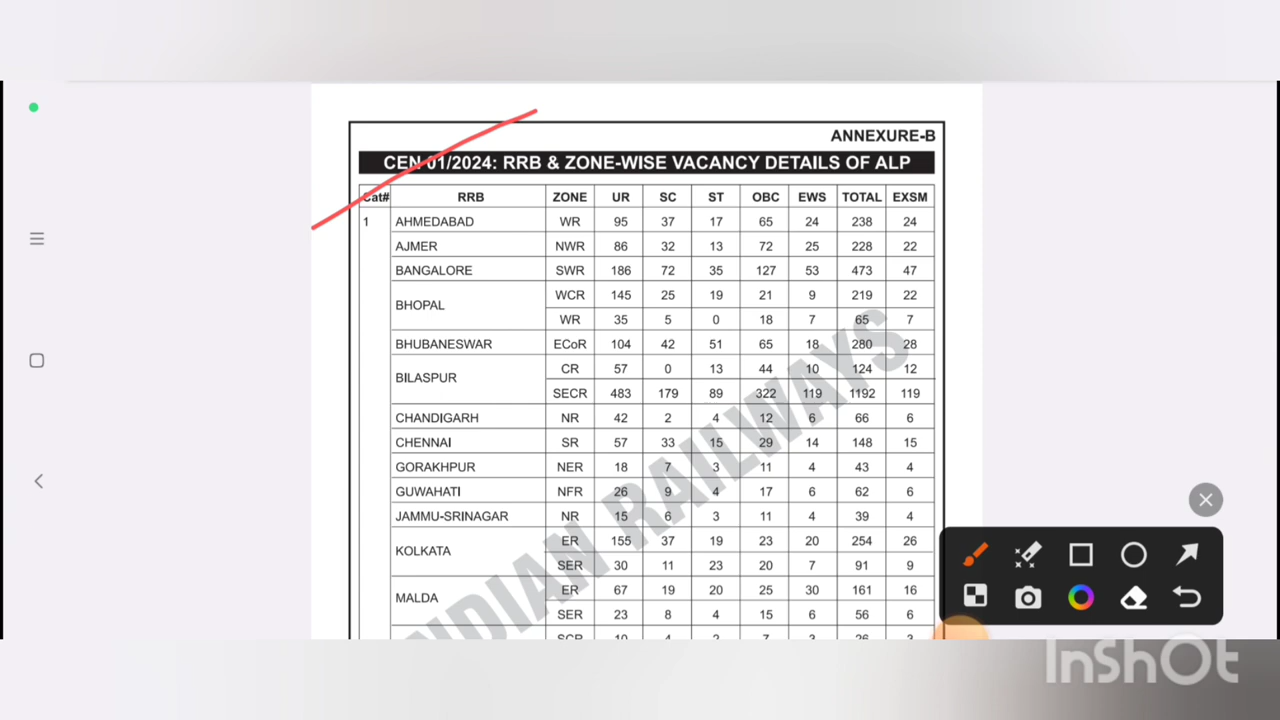 ANNEXURE-B
CEN 01/2024: RRB & ZONE-WISE VACANCY DETAILS OF ALP
Cat# RRB ZONE UR SC ST OBC EWS TOTAL EXSM
1 AHMEDABAD WR 95 37 17 65 24 238 24
AJMER NWR 86 32 13 72 25 228 22
BANGALORE SWR 186 72 35 127 53 473 47
BHOPAL WCR 145 25 19 21 9 219 22
WR 35 5 0 18 7 65 7
BHUBANESWAR ECoR 104 42 51 65 18 280 28
BILASPUR CR 57 0 13 44 10 124 12
SECR 483 179 89 322 119 1192 119
CHANDIGARH NR 42 2 4 12 6 66 6
CHENNAI SR 57 33 15 29 14 148 15
GORAKHPUR NER 18 7 3 11 4 43 4
GUWAHATI NFR 26 9 4 17 6 62 6
JAMMU-SRINAGAR NR 15 6 3 11 4 39 4
KOLKATA ER 155 37 19 23 20 254 26
SER 30 11 23 20 7 91 9
MALDA ER 67 19 20 25 30 161 16
SER 23 8 4 15 6 56 6
SCR 10 4 2 7 3 26 3
INDIAN RAILWAYS
InShOt